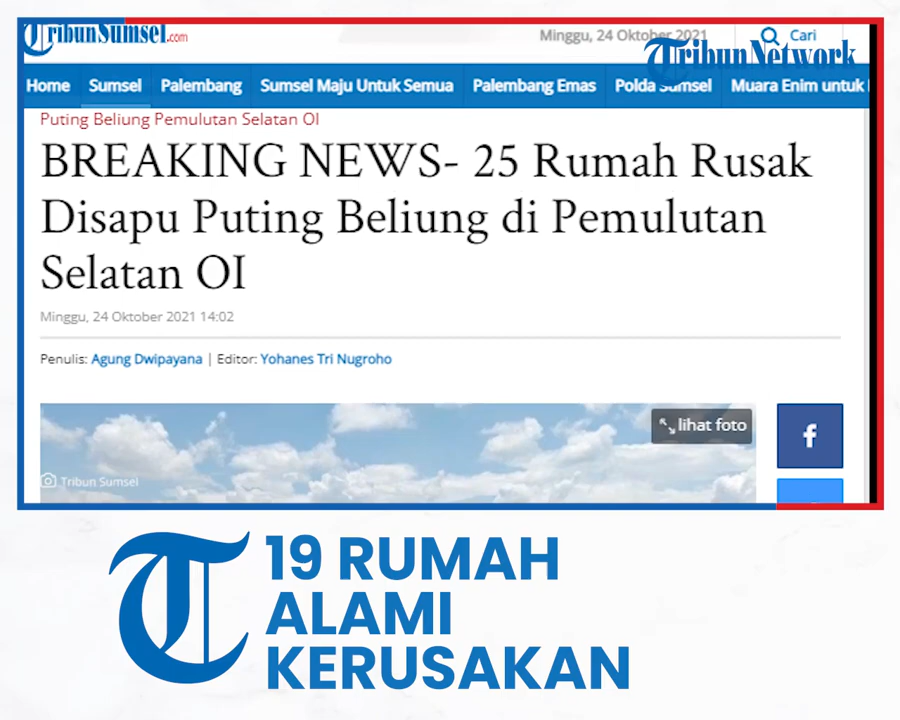 TribunSumsel.com
Minggu, 24 Oktober 2021
Cari
TribunNetwork
Home Sumsel Palembang Sumsel Maju Untuk Semua Palembang Emas Polda Sumsel Muara Enim untuk
Puting Beliung Pemulutan Selatan OI
BREAKING NEWS- 25 Rumah Rusak
Disapu Puting Beliung di Pemulutan
Selatan OI
Minggu, 24 Oktober 2021 14:02
Penulis: Agung Dwipayana | Editor: Yohanes Tri Nugroho
lihat foto
f
Tribun Sumsel
T
19 RUMAH
ALAMI
KERUSAKAN